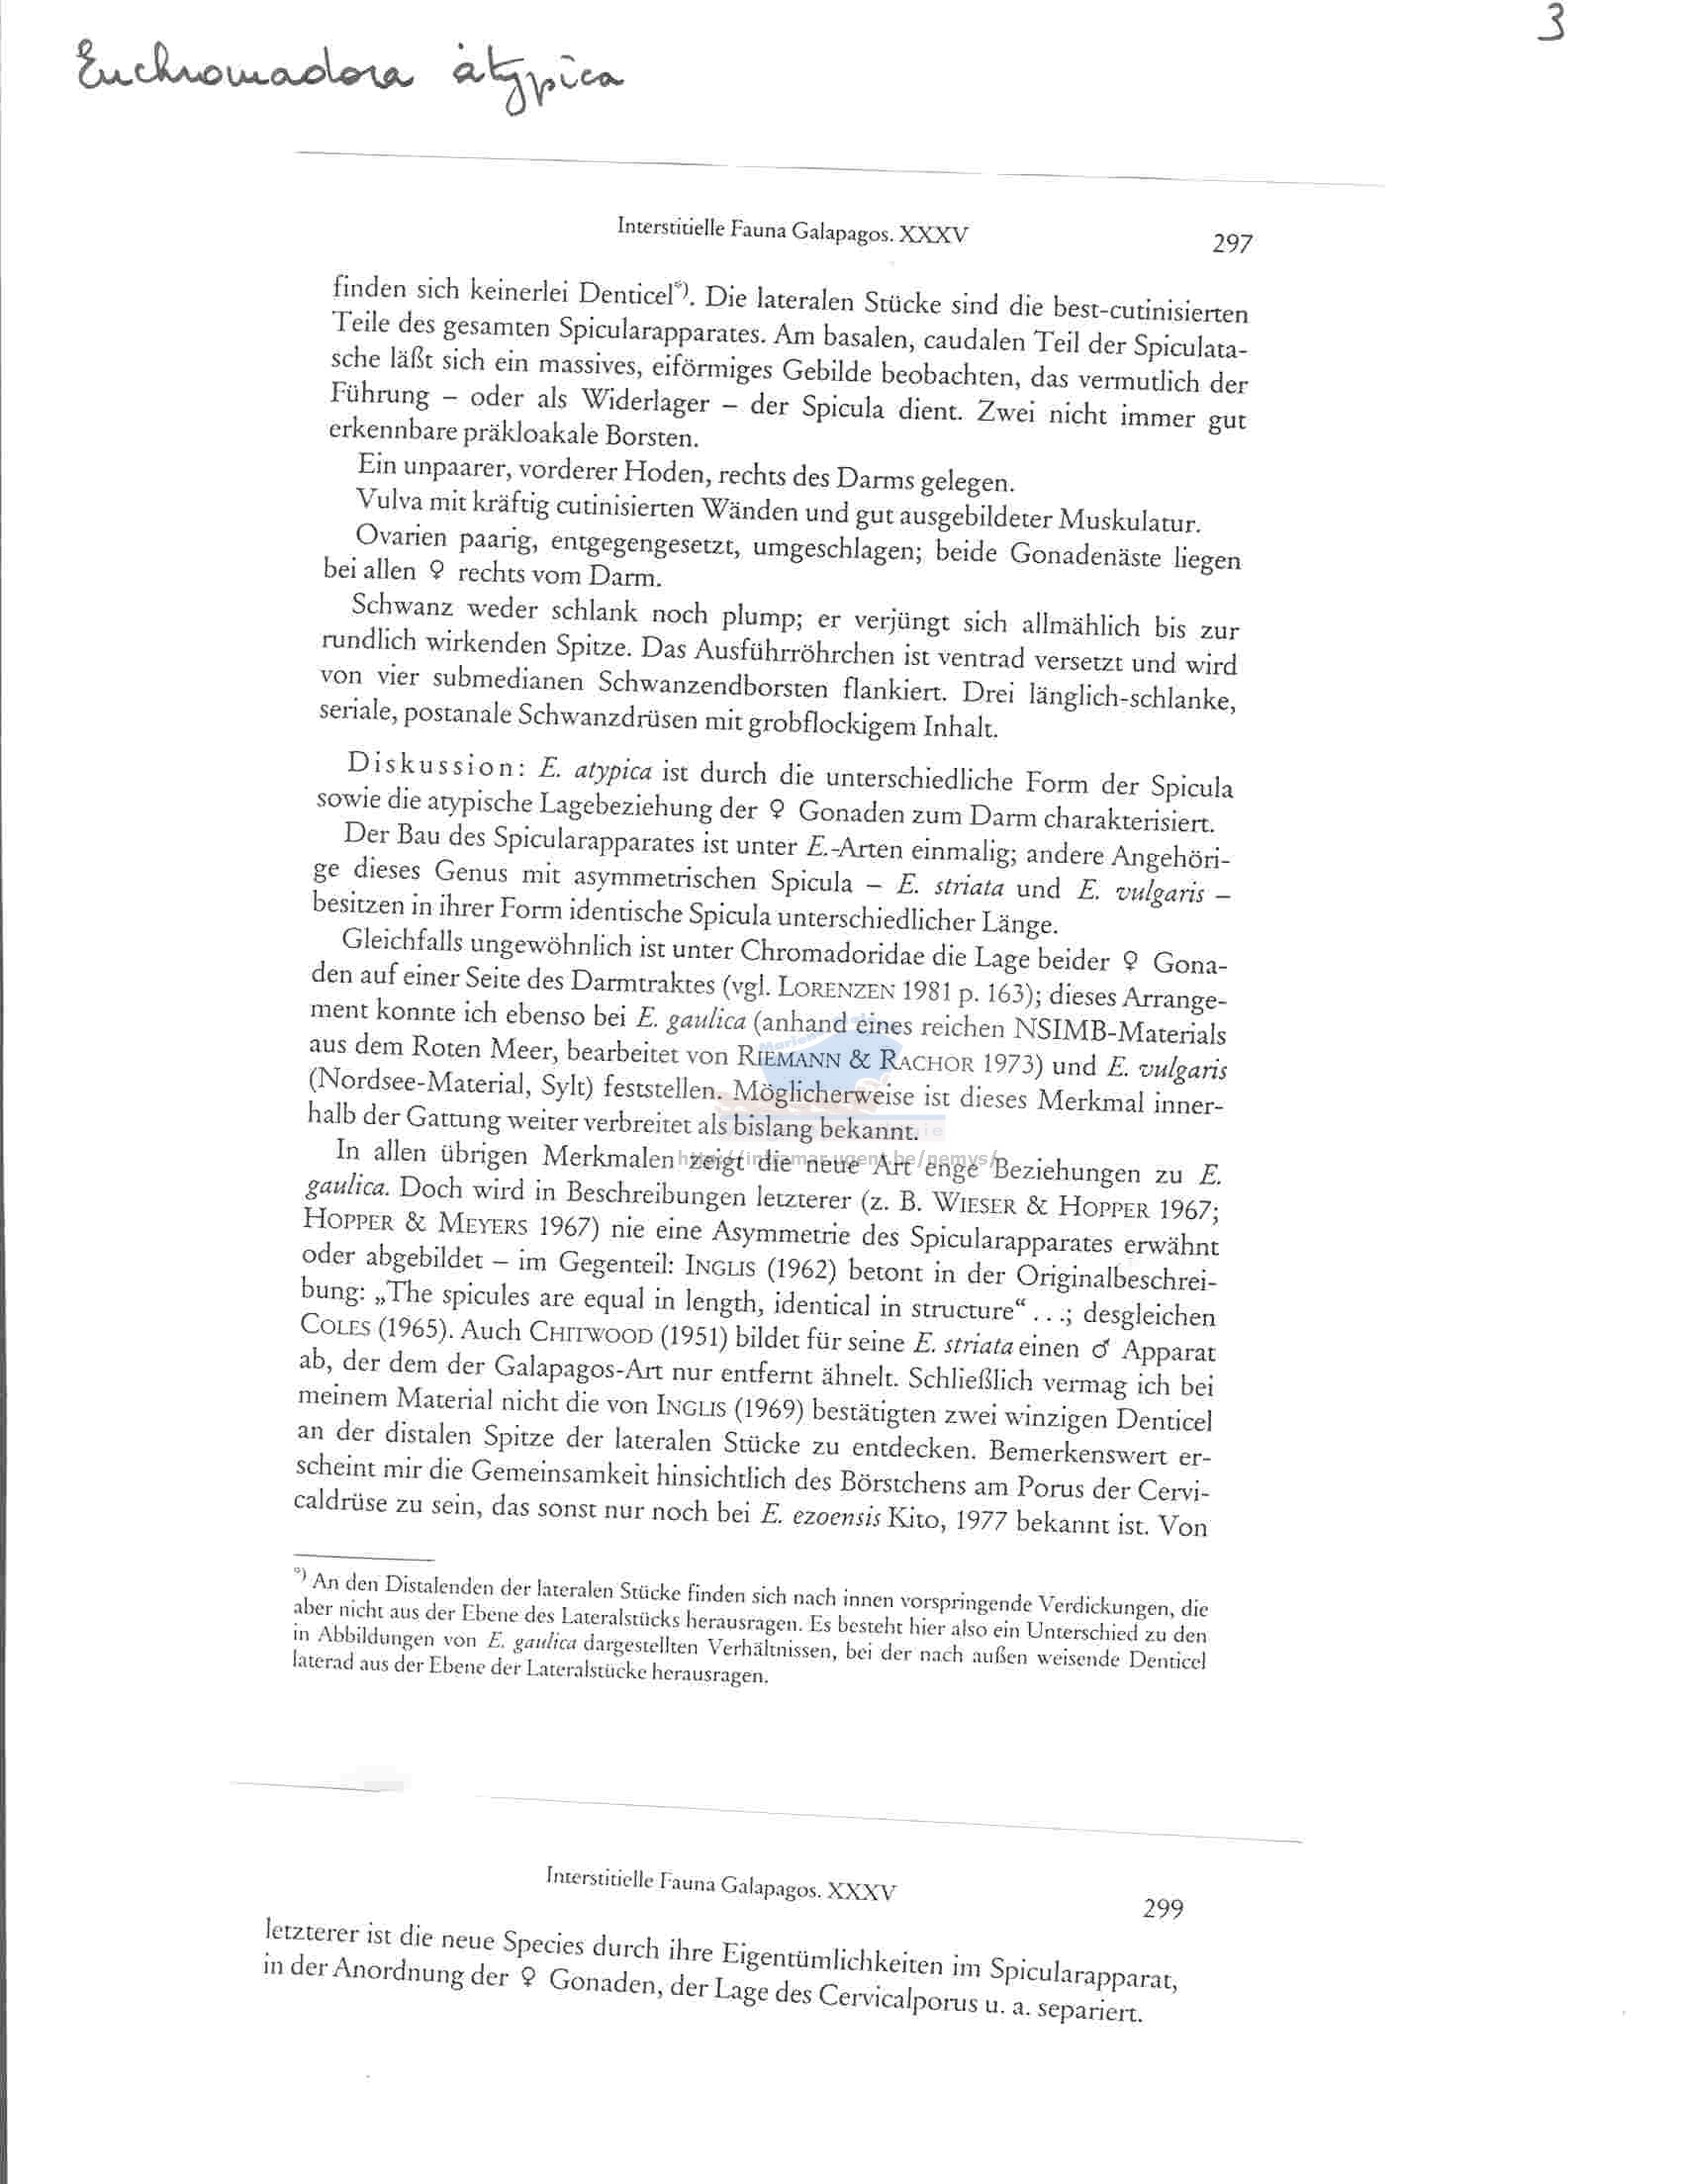 3
Euchromadora atypica
Interstitielle Fauna Galapagos. XXXV
297
finden sich keinerlei Denticel*). Die lateralen Stücke sind die best-cutinisierten
Teile des gesamten Spicularapparates. Am basalen, caudalen Teil der Spiculata-
sche läßt sich ein massives, eiförmiges Gebilde beobachten, das vermutlich der
Führung – oder als Widerlager – der Spicula dient. Zwei nicht immer gut
erkennbare präkloakale Borsten.
Ein unpaarer, vorderer Hoden, rechts des Darms gelegen.
Vulva mit kräftig cutinisierten Wänden und gut ausgebildeter Muskulatur.
Ovarien paarig, entgegengesetzt, umgeschlagen; beide Gonadenäste liegen
bei allen ♀ rechts vom Darm.
Schwanz weder schlank noch plump; er verjüngt sich allmählich bis zur
rundlich wirkenden Spitze. Das Ausführröhrchen ist ventrad versetzt und wird
von vier submedianen Schwanzendborsten flankiert. Drei länglich-schlanke,
seriale, postanale Schwanzdrüsen mit grobflockigem Inhalt.
Diskussion: E. atypica ist durch die unterschiedliche Form der Spicula
sowie die atypische Lagebeziehung der ♀ Gonaden zum Darm charakterisiert.
Der Bau des Spicularapparates ist unter E.-Arten einmalig; andere Angehöri-
ge dieses Genus mit asymmetrischen Spicula – E. striata und E. vulgaris –
besitzen in ihrer Form identische Spicula unterschiedlicher Länge.
Gleichfalls ungewöhnlich ist unter Chromadoridae die Lage beider ♀ Gona-
den auf einer Seite des Darmtraktes (vgl. LORENZEN 1981 p. 163); dieses Arrange-
ment konnte ich ebenso bei E. gaulica (anhand eines reichen NSIMB-Materials
aus dem Roten Meer, bearbeitet von RIEMANN & RACHOR 1973) und E. vulgaris
(Nordsee-Material, Sylt) feststellen. Möglicherweise ist dieses Merkmal inner-
halb der Gattung weiter verbreitet als bislang bekannt.
In allen übrigen Merkmalen zeigt die neue Art enge Beziehungen zu E.
gaulica. Doch wird in Beschreibungen letzterer (z. B. WIESER & HOPPER 1967;
HOPPER & MEYERS 1967) nie eine Asymmetrie des Spicularapparates erwähnt
oder abgebildet – im Gegenteil: INGLIS (1962) betont in der Originalbeschrei-
bung: „The spicules are equal in length, identical in structure“ . . .; desgleichen
COLES (1965). Auch CHITWOOD (1951) bildet für seine E. striata einen ♂ Apparat
ab, der dem der Galapagos-Art nur entfernt ähnelt. Schließlich vermag ich bei
meinem Material nicht die von INGLIS (1969) bestätigten zwei winzigen Denticel
an der distalen Spitze der lateralen Stücke zu entdecken. Bemerkenswert er-
scheint mir die Gemeinsamkeit hinsichtlich des Börstchens am Porus der Cervi-
caldrüse zu sein, das sonst nur noch bei E. ezoensis Kito, 1977 bekannt ist. Von
*) An den Distalenden der lateralen Stücke finden sich nach innen vorspringende Verdickungen, die
aber nicht aus der Ebene des Lateralstücks herausragen. Es besteht hier also ein Unterschied zu den
in Abbildungen von E. gaulica dargestellten Verhältnissen, bei der nach außen weisende Denticel
laterad aus der Ebene der Lateralstücke herausragen.
Interstitielle Fauna Galapagos. XXXV
299
letzterer ist die neue Species durch ihre Eigentümlichkeiten im Spicularapparat,
in der Anordnung der ♀ Gonaden, der Lage des Cervicalporus u. a. separiert.